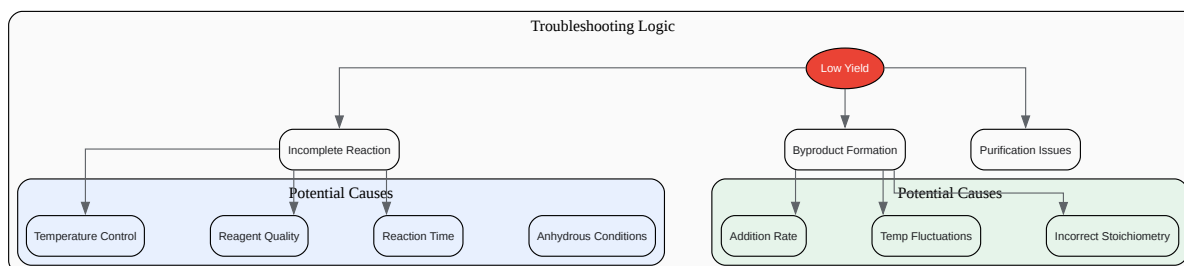 Troubleshooting Logic
Low Yield
Incomplete Reaction
Byproduct Formation
Purification Issues
Potential Causes
Potential Causes
Temperature Control
Reagent Quality
Reaction Time
Anhydrous Conditions
Addition Rate
Temp Fluctuations
Incorrect Stoichiometry